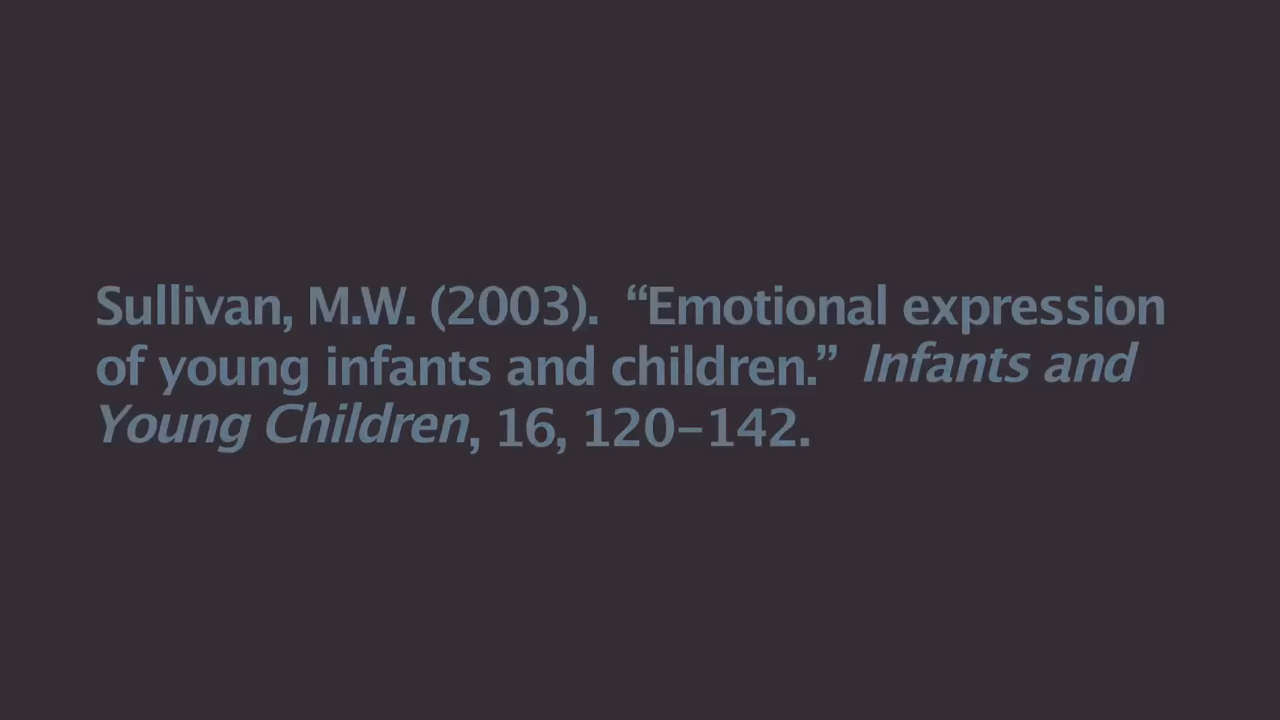 Sullivan, M.W. (2003). “Emotional expression
of young infants and children.” Infants and
Young Children, 16, 120–142.